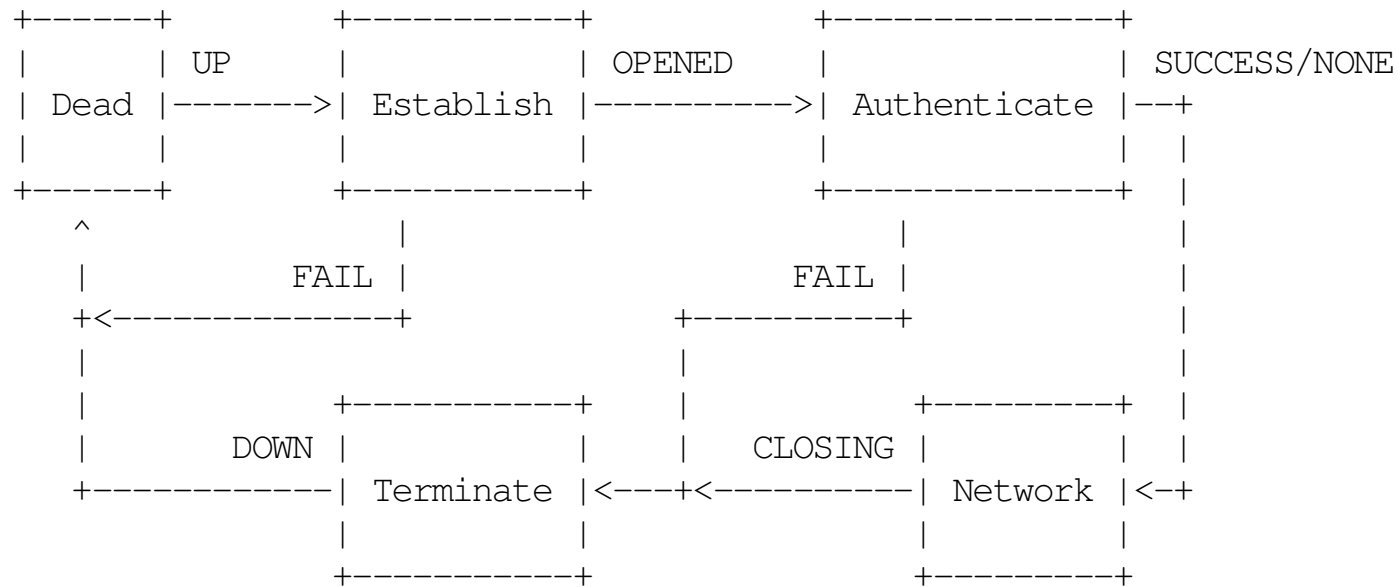 UP OPENED SUCCESS/NONE
Dead Establish Authenticate
FAIL FAIL
DOWN CLOSING
Terminate Network